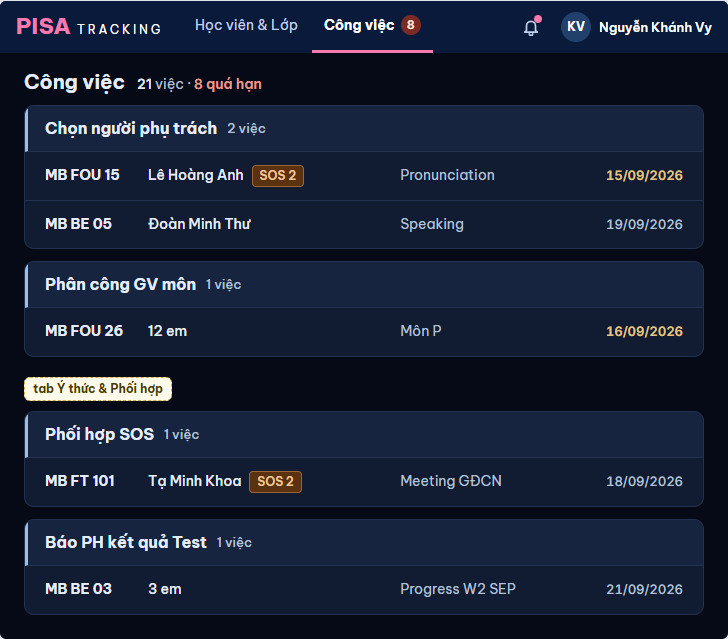 PISA TRACKING Học viên & Lớp Công việc 8 KV Nguyễn Khánh Vy
Công việc 21 việc · 8 quá hạn
Chọn người phụ trách 2 việc
MB FOU 15 Lê Hoàng Anh SOS 2 Pronunciation 15/09/2026
MB BE 05 Đoàn Minh Thư Speaking 19/09/2026
Phân công GV môn 1 việc
MB FOU 26 12 em Môn P 16/09/2026
tab Ý thức & Phối hợp
Phối hợp SOS 1 việc
MB FT 101 Tạ Minh Khoa SOS 2 Meeting GĐCN 18/09/2026
Báo PH kết quả Test 1 việc
MB BE 03 3 em Progress W2 SEP 21/09/2026